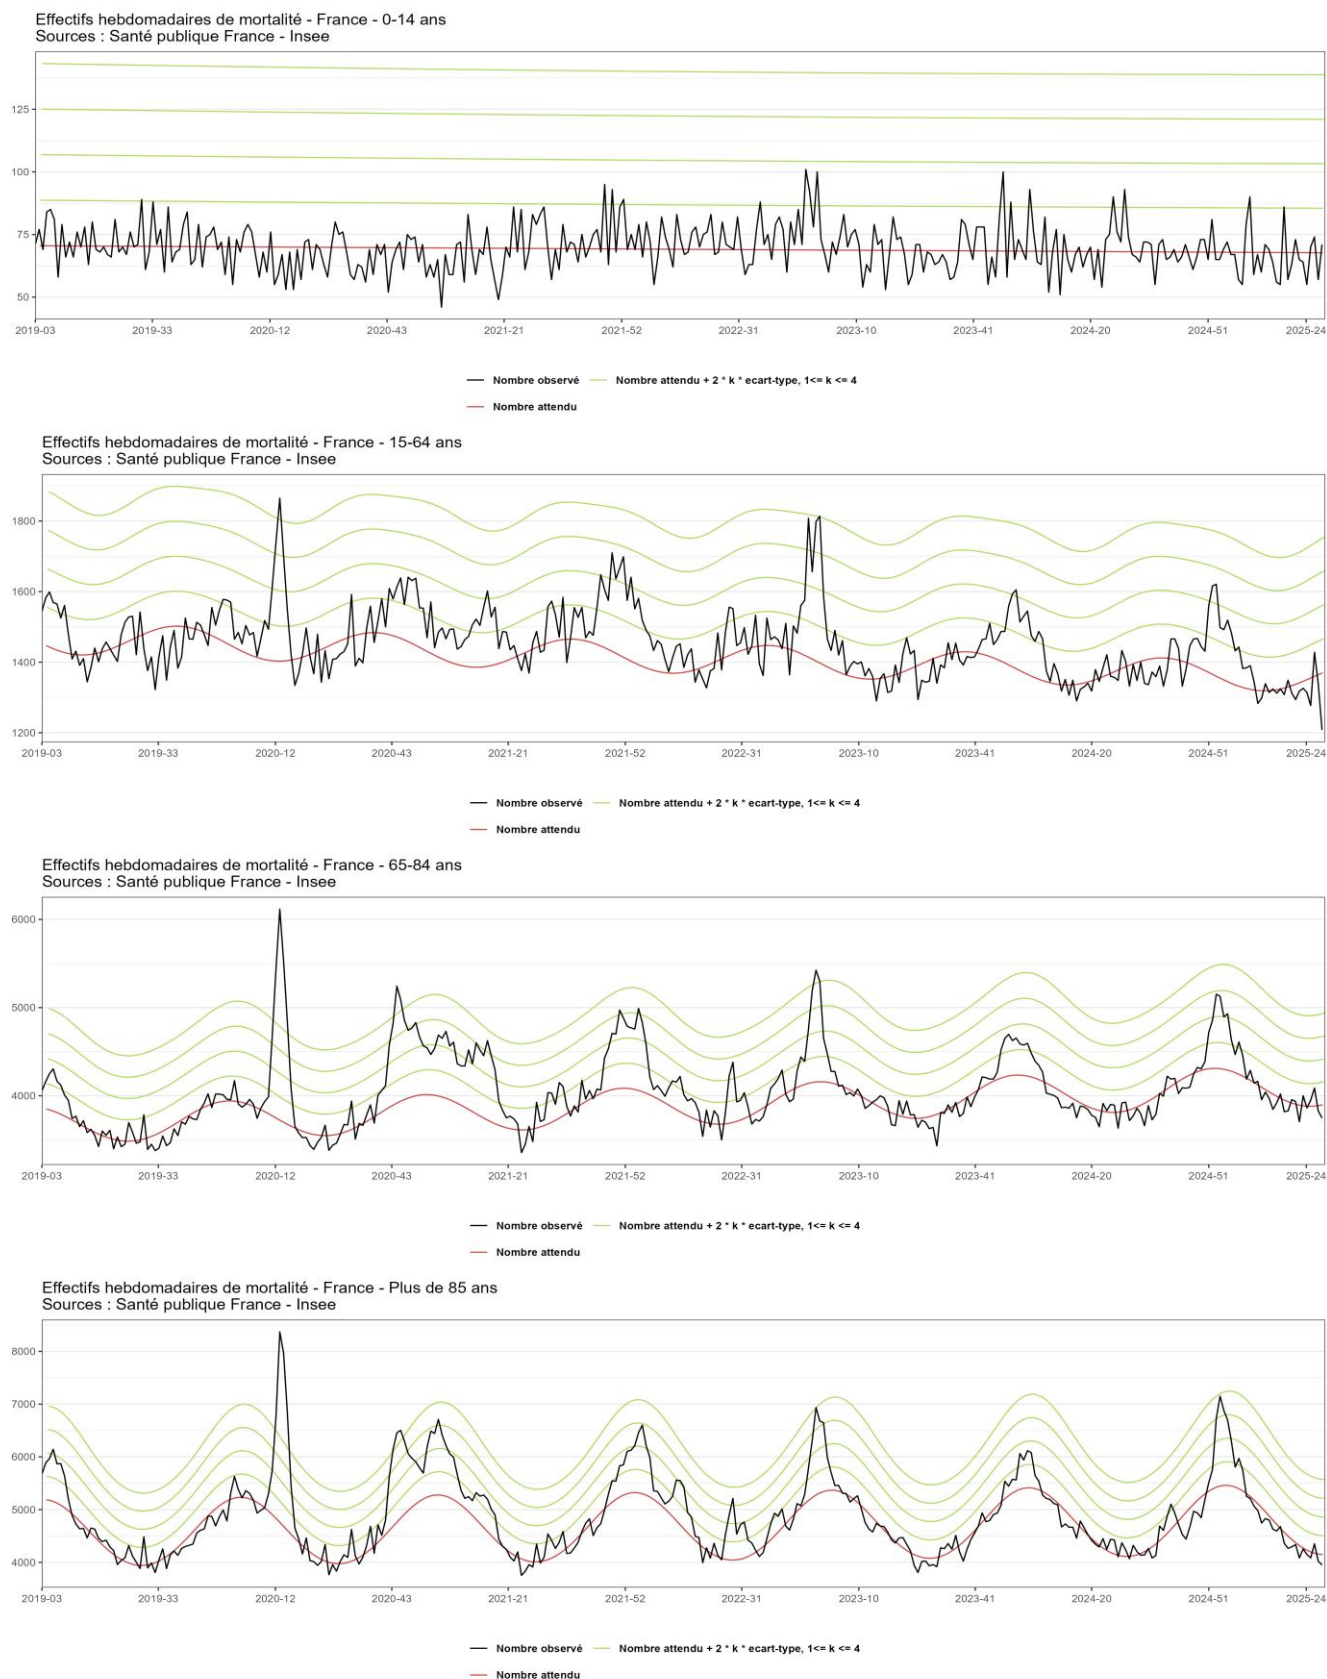 Effectifs hebdomadaires de mortalité - France - 0-14 ans
Sources : Santé publique France - Insee
125
100
75
50
2019-03 2019-33 2020-12 2020-43 2021-21 2021-52 2022-31 2023-10 2023-41 2024-20 2024-51 2025-24
Nombre observé Nombre attendu + 2 * k * ecart-type, 1<= k <= 4
Nombre attendu
Effectifs hebdomadaires de mortalité - France - 15-64 ans
Sources : Santé publique France - Insee
1800
1600
1400
1200
2019-03 2019-33 2020-12 2020-43 2021-21 2021-52 2022-31 2023-10 2023-41 2024-20 2024-51 2025-24
Nombre observé Nombre attendu + 2 * k * ecart-type, 1<= k <= 4
Nombre attendu
Effectifs hebdomadaires de mortalité - France - 65-84 ans
Sources : Santé publique France - Insee
6000
5000
4000
2019-03 2019-33 2020-12 2020-43 2021-21 2021-52 2022-31 2023-10 2023-41 2024-20 2024-51 2025-24
Nombre observé Nombre attendu + 2 * k * ecart-type, 1<= k <= 4
Nombre attendu
Effectifs hebdomadaires de mortalité - France - Plus de 85 ans
Sources : Santé publique France - Insee
8000
7000
6000
5000
4000
2019-03 2019-33 2020-12 2020-43 2021-21 2021-52 2022-31 2023-10 2023-41 2024-20 2024-51 2025-24
Nombre observé Nombre attendu + 2 * k * ecart-type, 1<= k <= 4
Nombre attendu